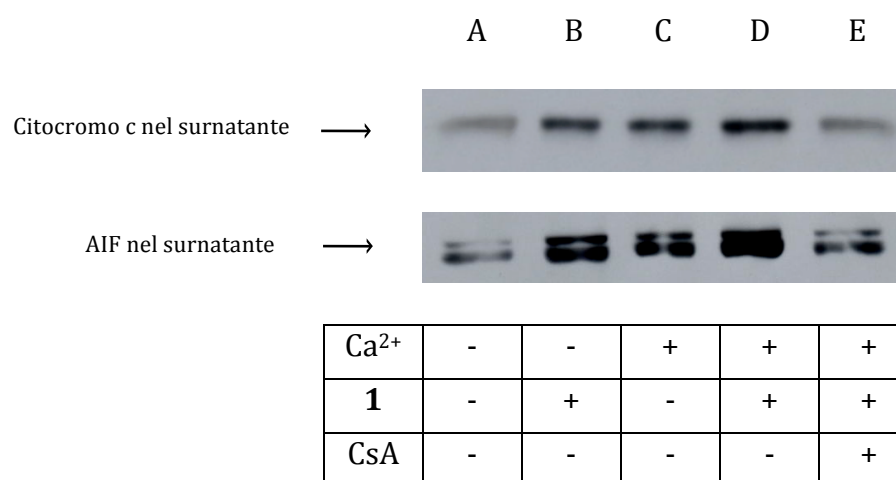 A B C D E
Citocromo c nel surnatante
AIF nel surnatante
Ca²⁺ - - + + +
1 - + - + +
CsA - - - - +